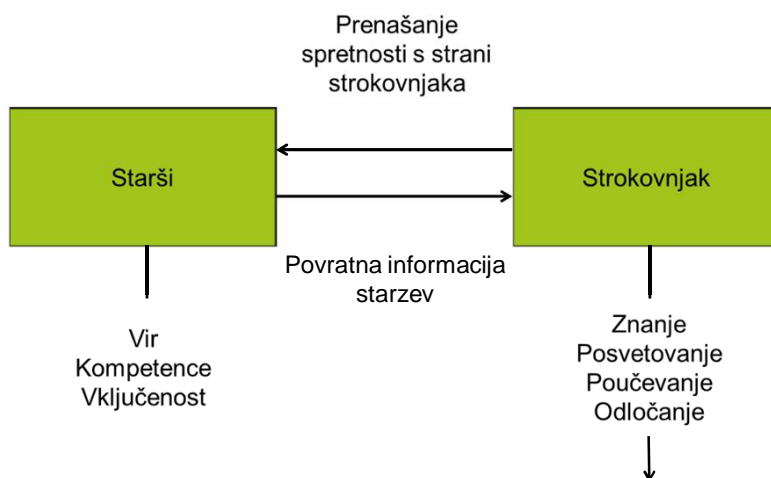 Prenašanje
spretnosti s strani
strokovnjaka
Starši
Strokovnjak
Povratna informacija
starzev
Vir
Kompetence
Vključenost
Znanje
Posvetovanje
Poučevanje
Odločanje